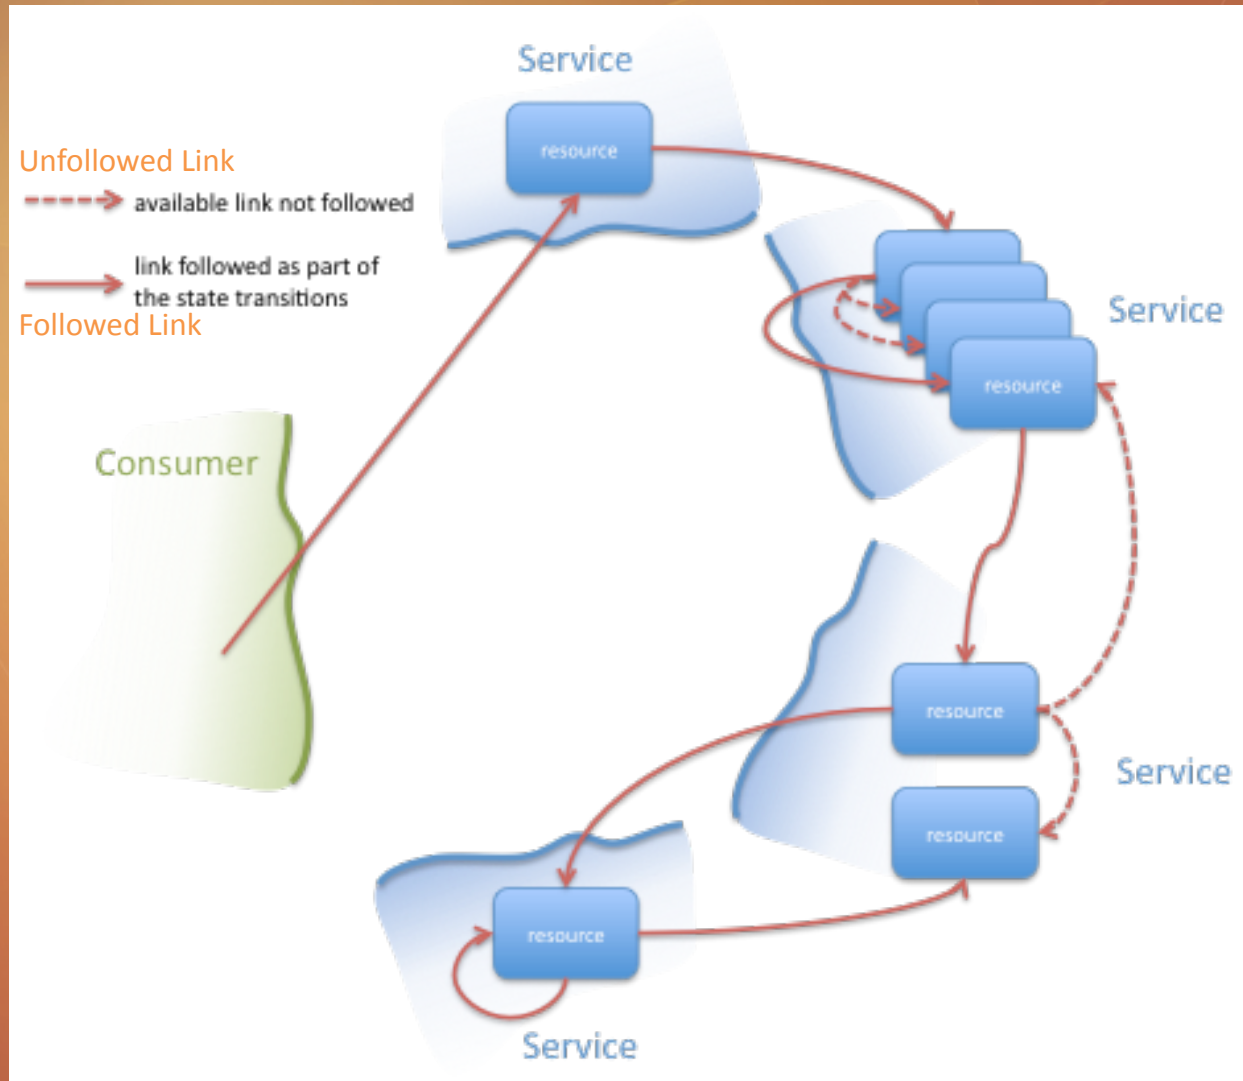 Service
resource
Unfollowed Link
available link not followed
link followed as part of
the state transitions
Followed Link
Service
resource
Consumer
resource
Service
resource
resource
Service